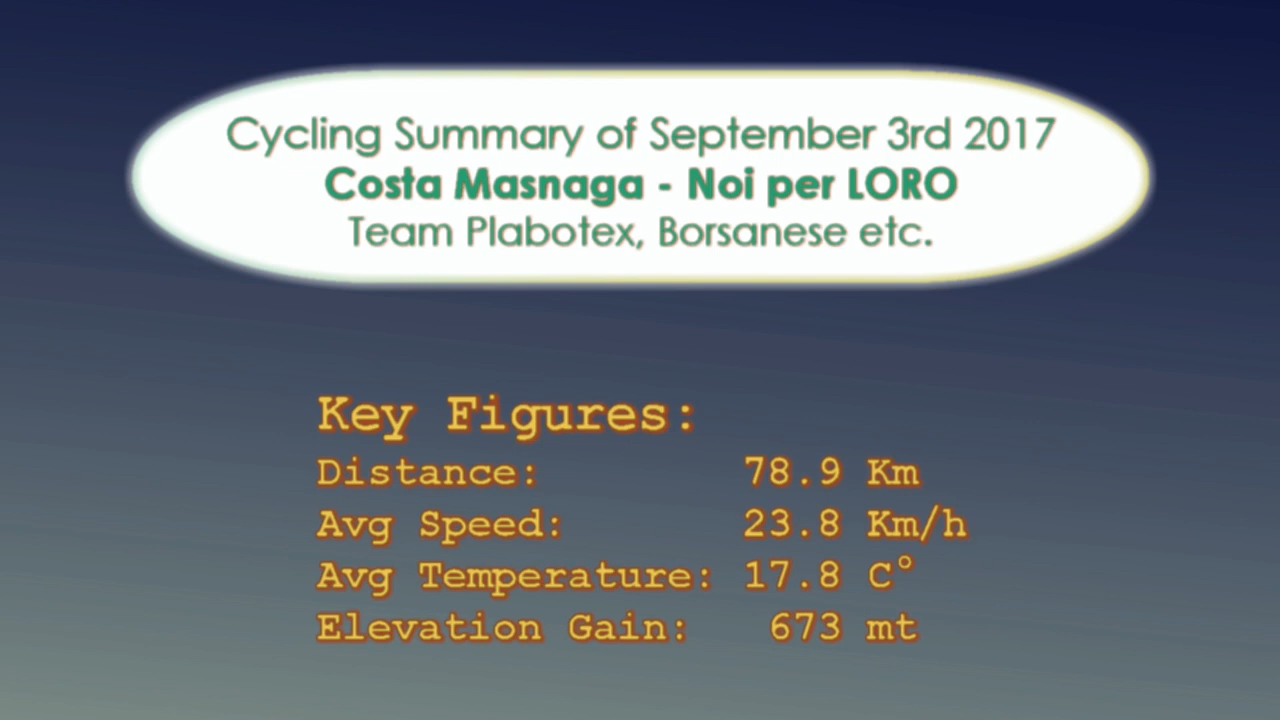 Cycling Summary of September 3rd 2017
Costa Masnaga - Noi per LORO
Team Plabotex, Borsanese etc.
Key Figures:
Distance: 78.9 Km
Avg Speed: 23.8 Km/h
Avg Temperature: 17.8 C°
Elevation Gain: 673 mt